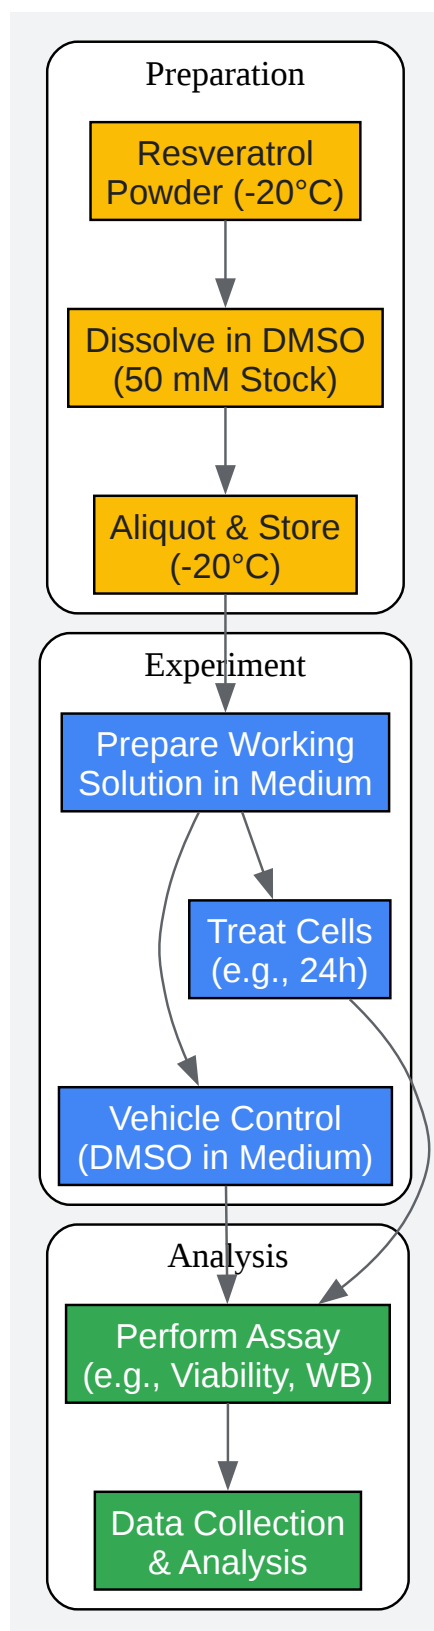 Preparation
Resveratrol
Powder (-20°C)
Dissolve in DMSO
(50 mM Stock)
Aliquot & Store
(-20°C)
Experiment
Prepare Working
Solution in Medium
Treat Cells
(e.g., 24h)
Vehicle Control
(DMSO in Medium)
Analysis
Perform Assay
(e.g., Viability, WB)
Data Collection
& Analysis